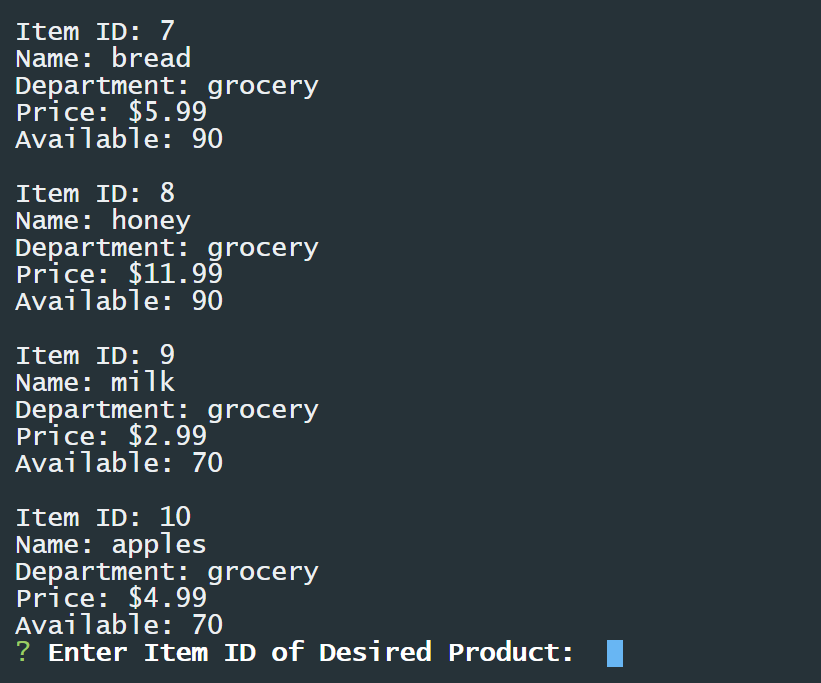 Item ID: 7
Name: bread
Department: grocery
Price: $5.99
Available: 90
Item ID: 8
Name: honey
Department: grocery
Price: $11.99
Available: 90
Item ID: 9
Name: milk
Department: grocery
Price: $2.99
Available: 70
Item ID: 10
Name: apples
Department: grocery
Price: $4.99
Available: 70
? Enter Item ID of Desired Product: